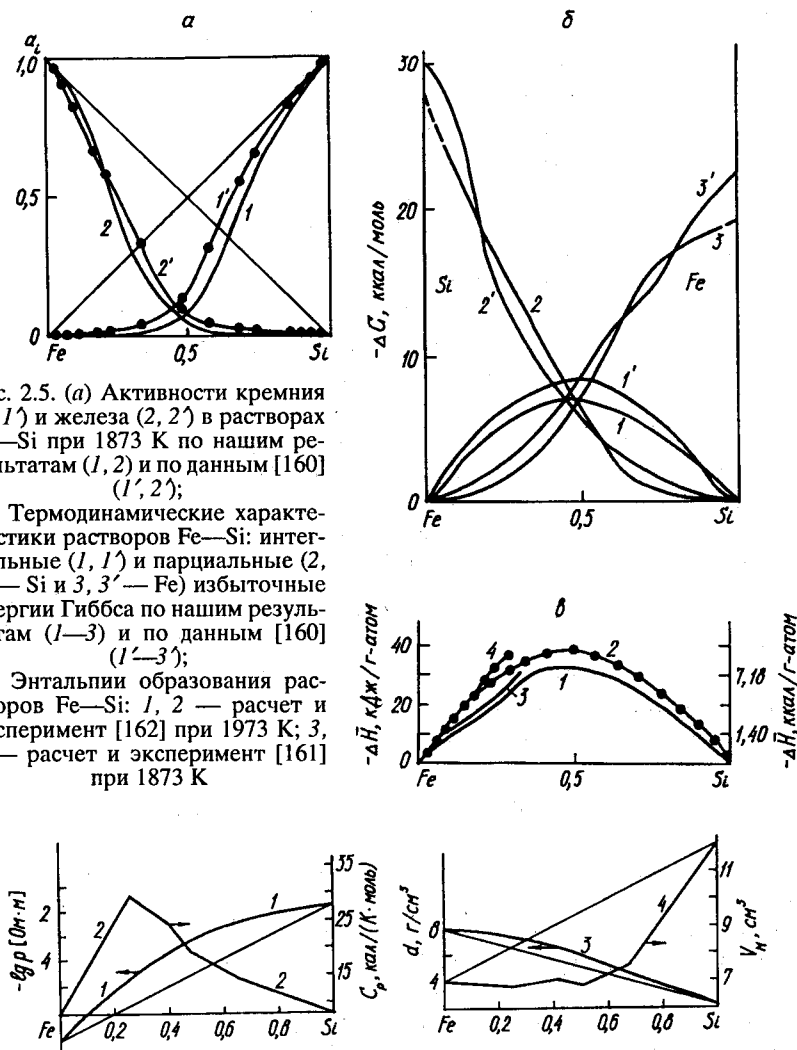 а
aᵢ
1,0
0,5
0
2
2′
1′
1
Fe
0,5
Si
с. 2.5. (а) Активности кремния
1′) и железа (2, 2′) в растворах
—Si при 1873 К по нашим ре-
льтатам (1, 2) и по данным [160]
(1′, 2′);
Термодинамические характе-
стики растворов Fe—Si: интег-
льные (1, 1′) и парциальные (2,
— Si и 3, 3′ — Fe) избыточные
ергии Гиббса по нашим резуль-
там (1—3) и по данным [160]
(1′—3′);
Энтальпии образования рас-
оров Fe—Si: 1, 2 — расчет и
сперимент [162] при 1973 К; 3,
— расчет и эксперимент [161]
при 1873 К
б
-ΔG, ккал/моль
30
20
10
0
Si
2′
2
3′
3
Fe
1′
1
Fe
0,5
Si
в
-ΔH̄, кДж/г-атом
40
20
0
4
3
2
1
7,18
1,40
-ΔH̄, ккал/г-атом
Fe
0,5
Si
-lgρ [Ом·м]
2
4
2
1
1
2
35
25
15
Cₚ, кал/(К·моль)
Fe
0,2
0,4
0,6
0,8
Si
d, г/см³
8
4
3
4
11
9
7
Vₘ, см³
Fe
0,2
0,4
0,6
0,8
Si